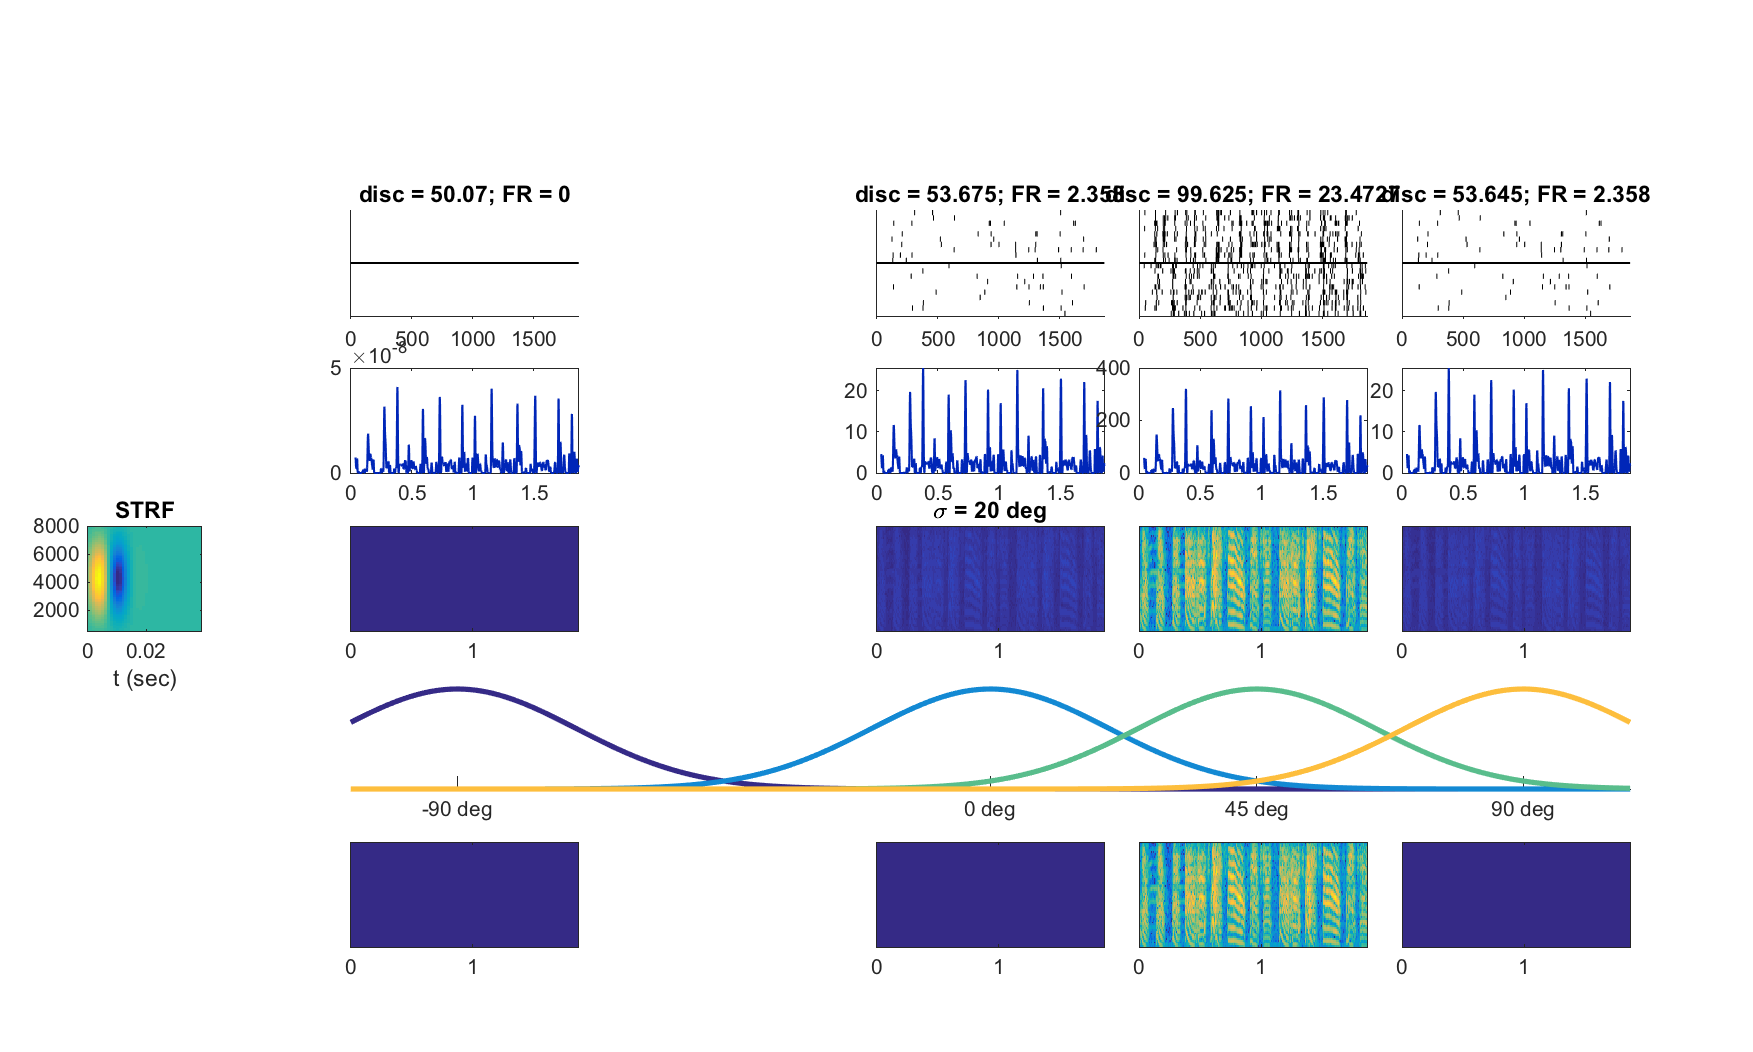 disc = 50.07; FR = 0
disc = 53.675; FR = 2.358
disc = 99.625; FR = 23.4727
disc = 53.645; FR = 2.358
0 500 1000 1500
0 500 1000 1500
0 500 1000 1500
0 500 1000 1500
×10⁻⁸
5
0
0 0.5 1 1.5
20
10
0
0 0.5 1 1.5
400
200
0
0 0.5 1 1.5
20
10
0
0 0.5 1 1.5
STRF
8000
6000
4000
2000
0 0.02
t (sec)
σ = 20 deg
0 1
0 1
0 1
0 1
-90 deg 0 deg 45 deg 90 deg
0 1
0 1
0 1
0 1